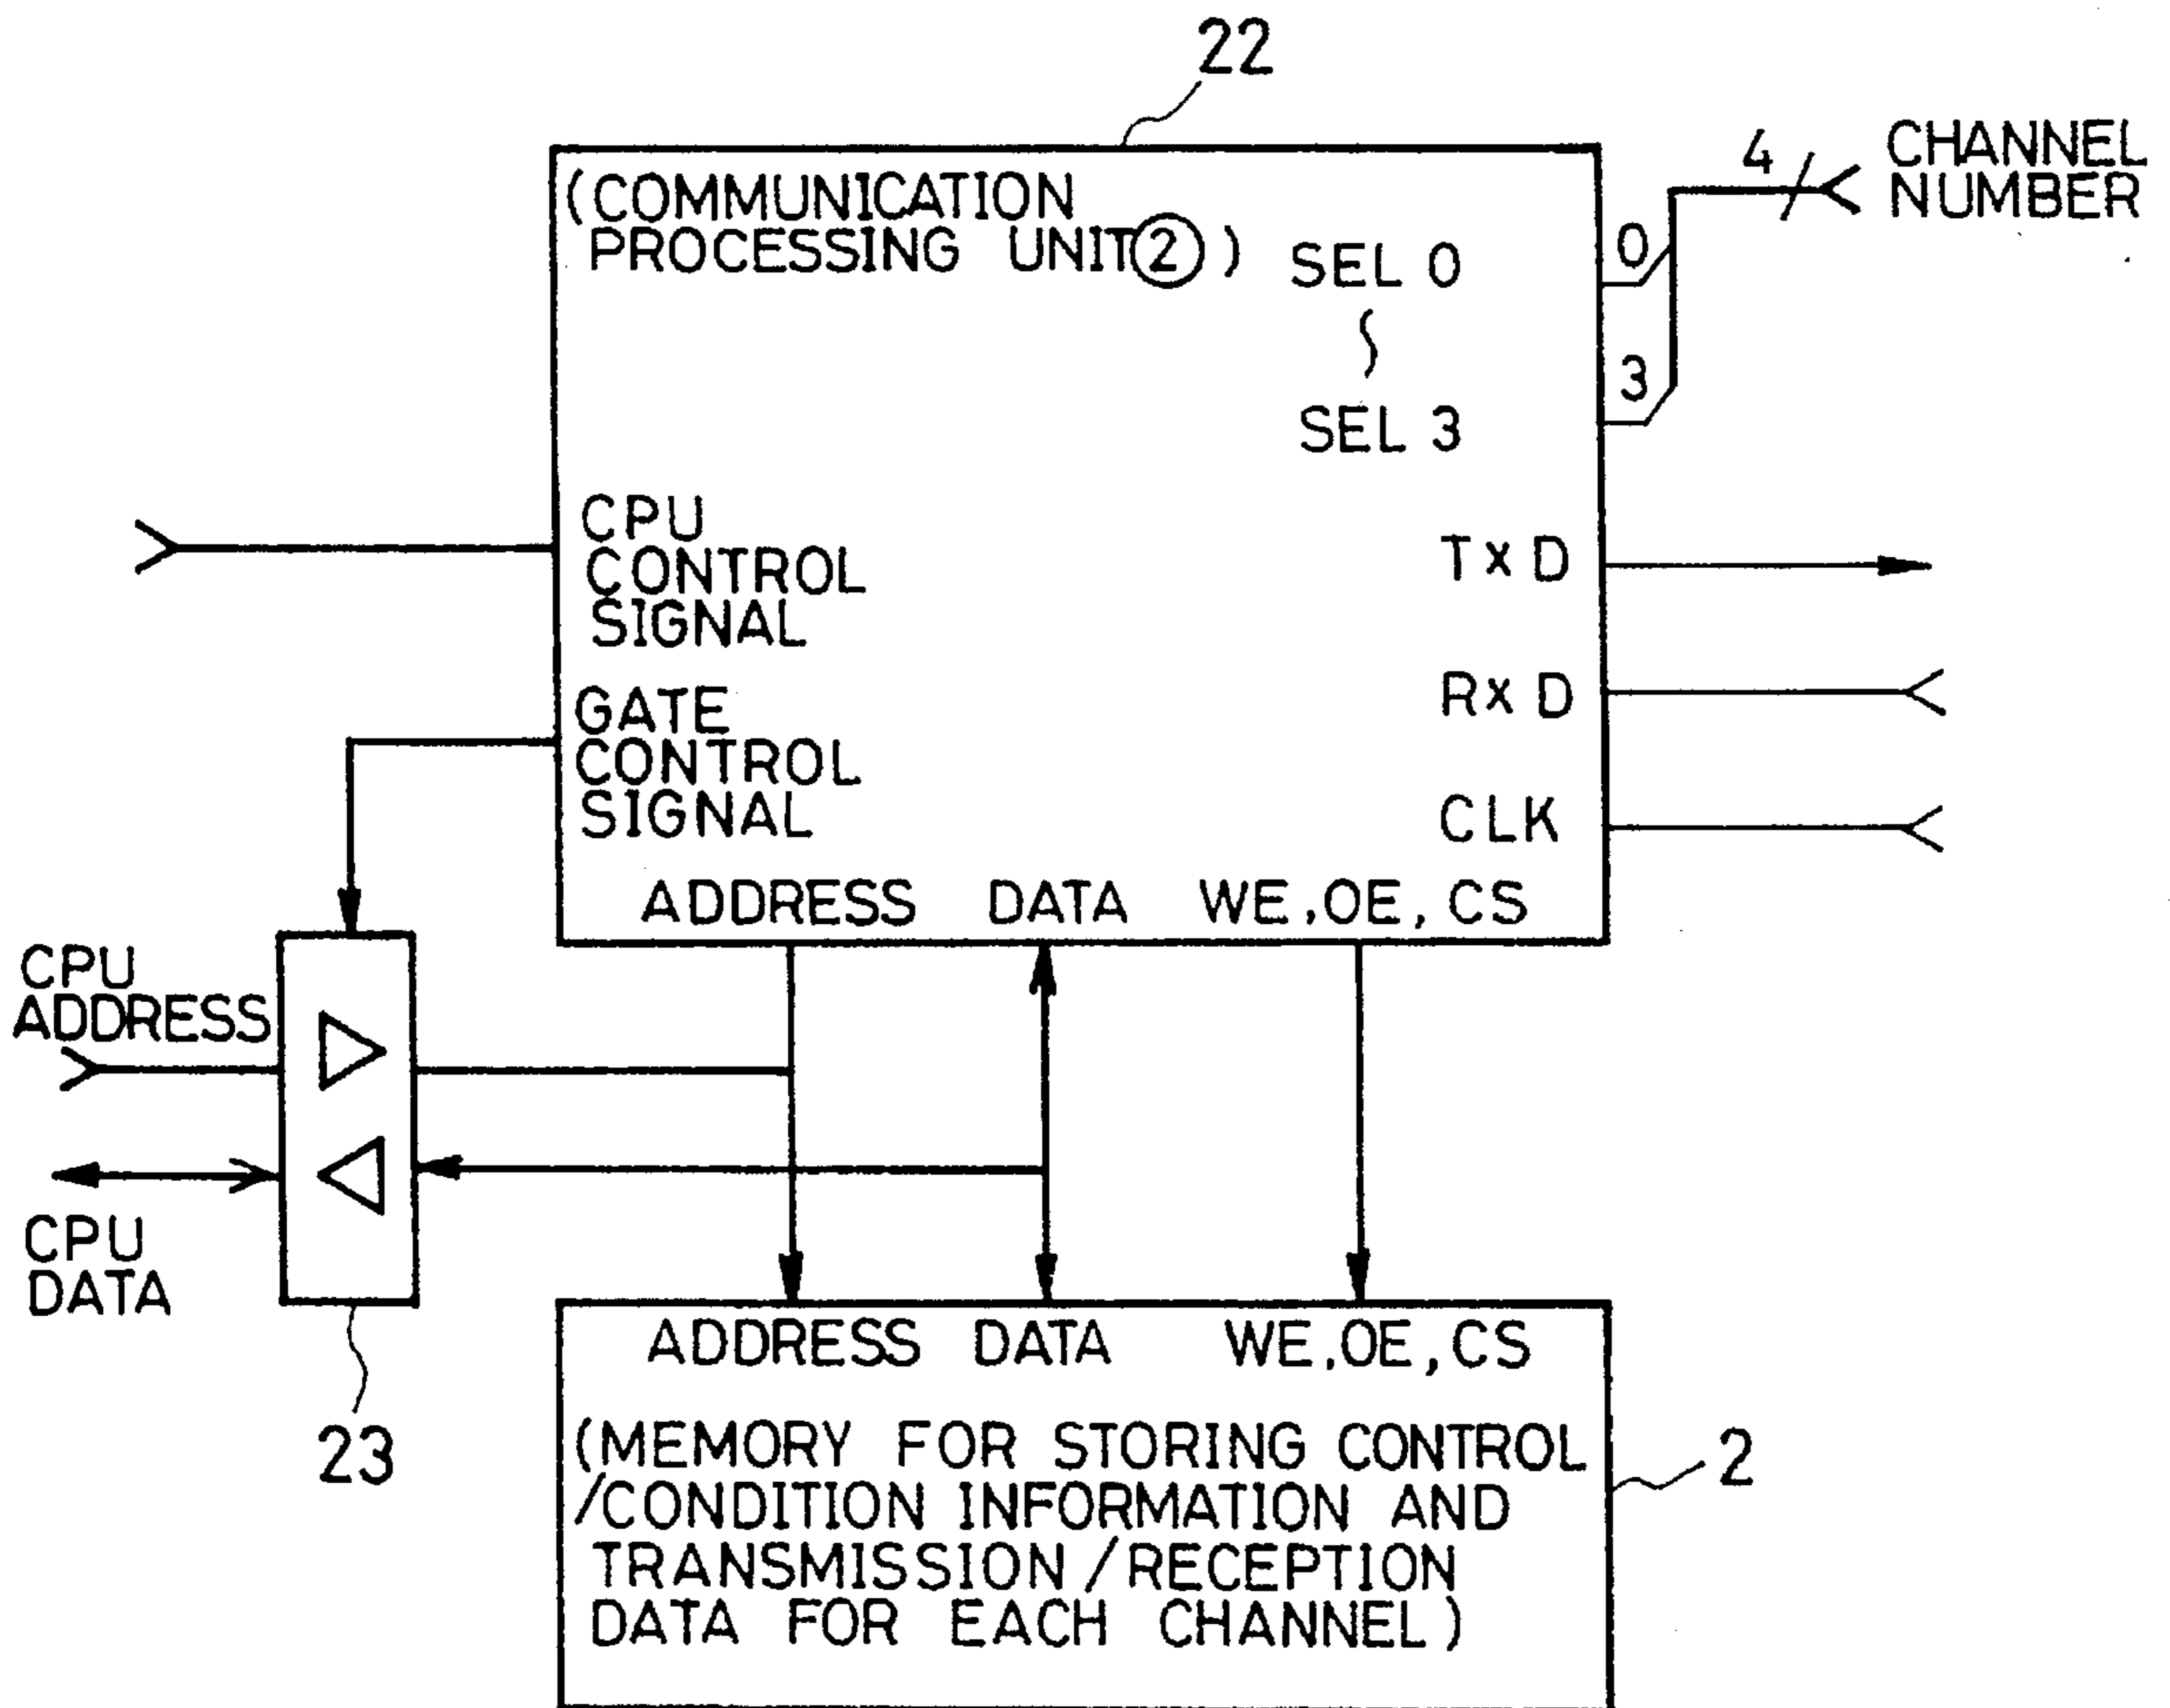 22
(COMMUNICATION
PROCESSING UNIT②)
SEL 0
SEL 3
0
3
4
CHANNEL
NUMBER
CPU
CONTROL
SIGNAL
T×D
R×D
GATE
CONTROL
SIGNAL
CLK
ADDRESS DATA WE,OE,CS
CPU
ADDRESS
CPU
DATA
23
ADDRESS DATA WE,OE,CS
(MEMORY FOR STORING CONTROL
/CONDITION INFORMATION AND
TRANSMISSION/RECEPTION
DATA FOR EACH CHANNEL)
2